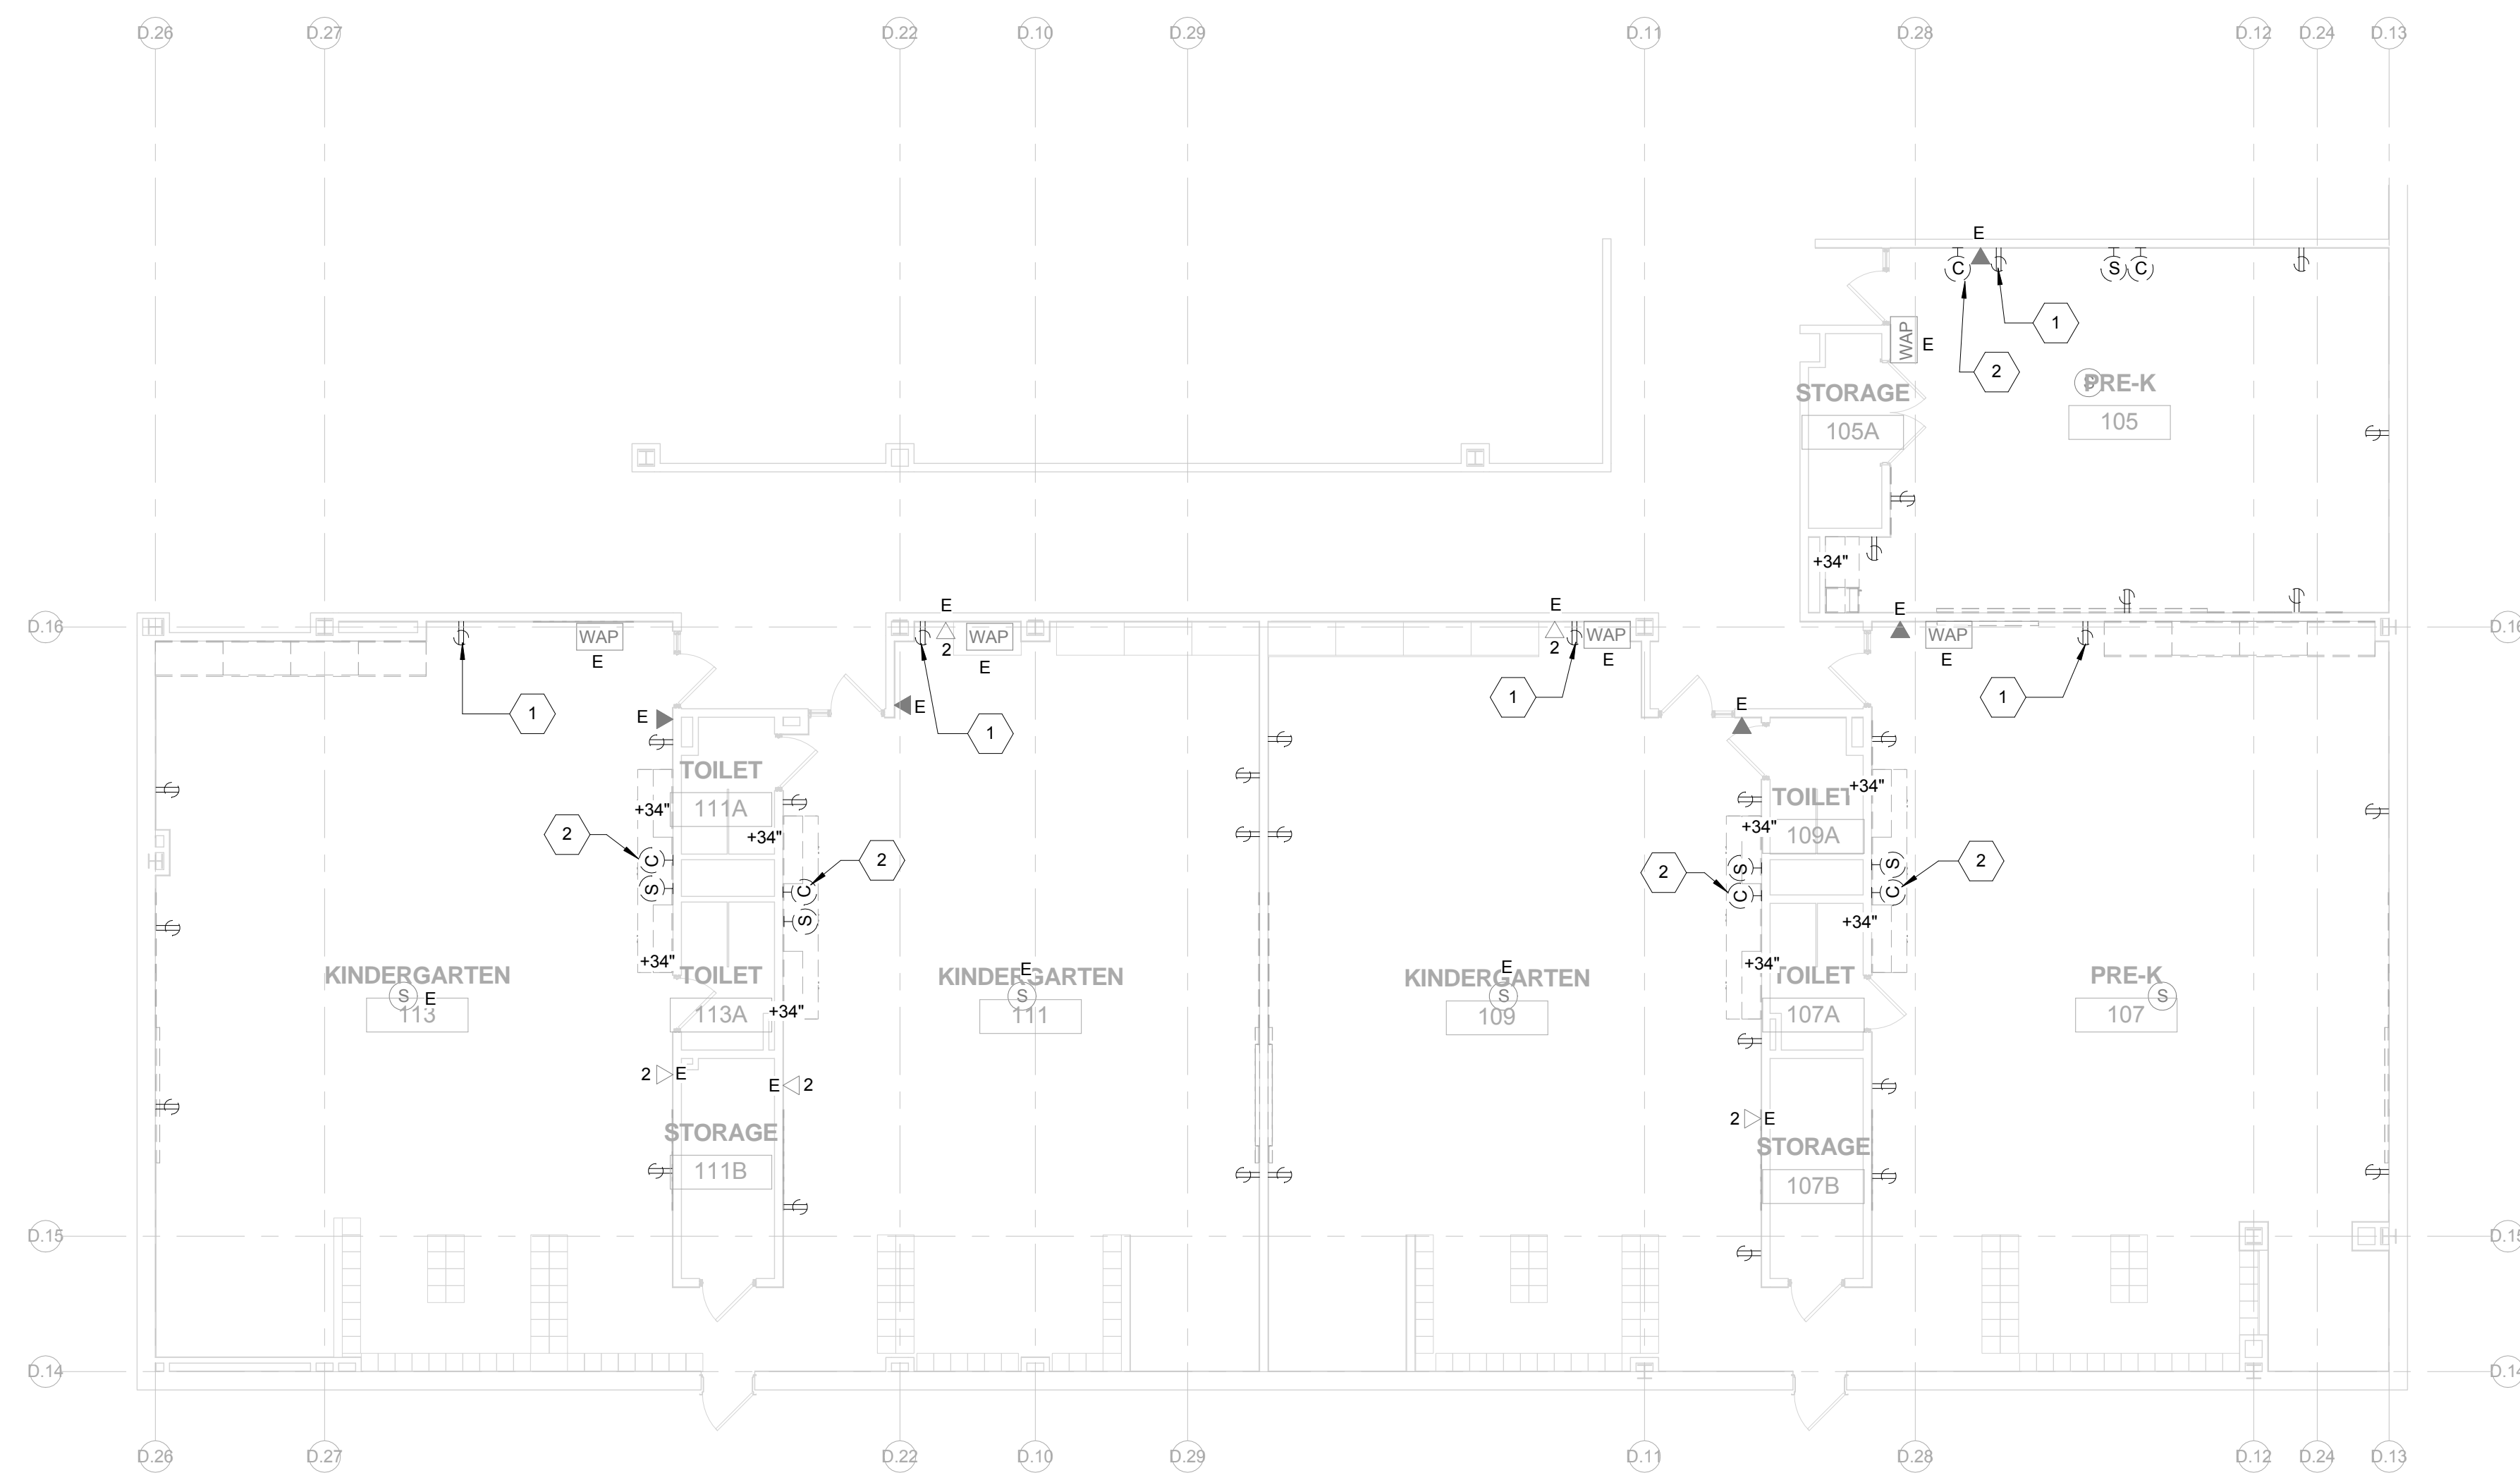 D.26 D.27 D.22 D.10 D.29 D.11 D.28 D.12 D.24 D.13
E
C S C
1
WAP E
2
STORAGE
105A
S PRE-K
105
+34"
E E E
D.16 D.16
WAP WAP WAP WAP
2 2
E E E E
1 1 1 1
E E E
TOILET
111A
+34" +34"
TOILET
109A
+34" +34"
2 C S
C 2 S
2 S C
S C 2
+34" +34" +34" +34"
KINDERGARTEN
S E
113
TOILET
113A
E
KINDERGARTEN
S
111
E
KINDERGARTEN
S
109
TOILET
107A
PRE-K
S
107
2 E E 2
2 E
STORAGE
111B
STORAGE
107B
D.15 D.15
D.14 D.14
D.26 D.27 D.22 D.10 D.29 D.11 D.28 D.12 D.24 D.13